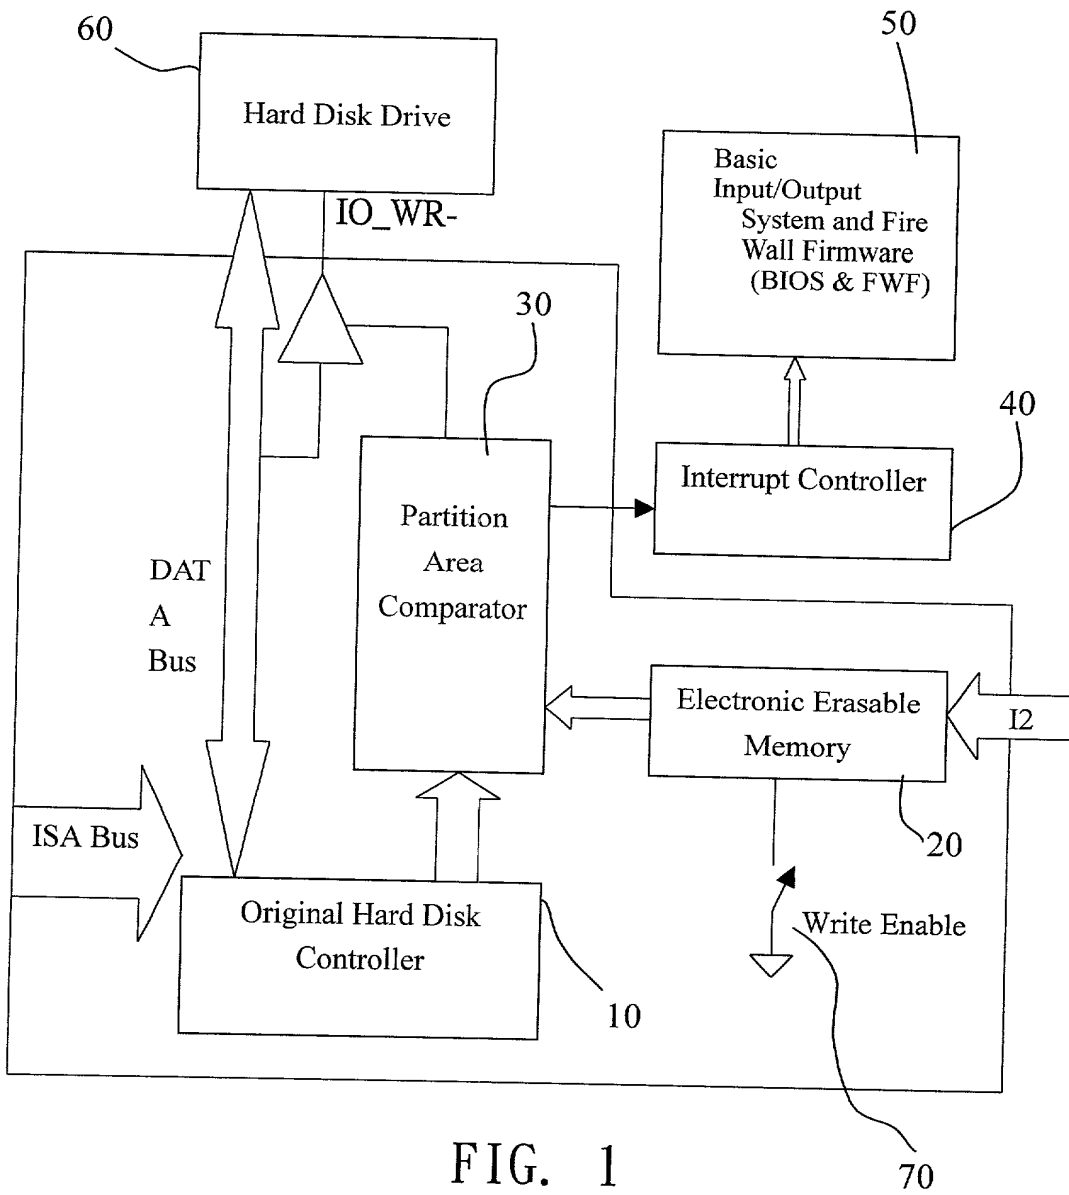 60
50
Hard Disk Drive
Basic
Input/Output
System and Fire
Wall Firmware
(BIOS & FWF)
IO_WR-
30
40
Interrupt Controller
Partition
Area
Comparator
DAT
A
Bus
Electronic Erasable
Memory
I2
ISA Bus
20
Original Hard Disk
Controller
Write Enable
10
70
FIG. 1